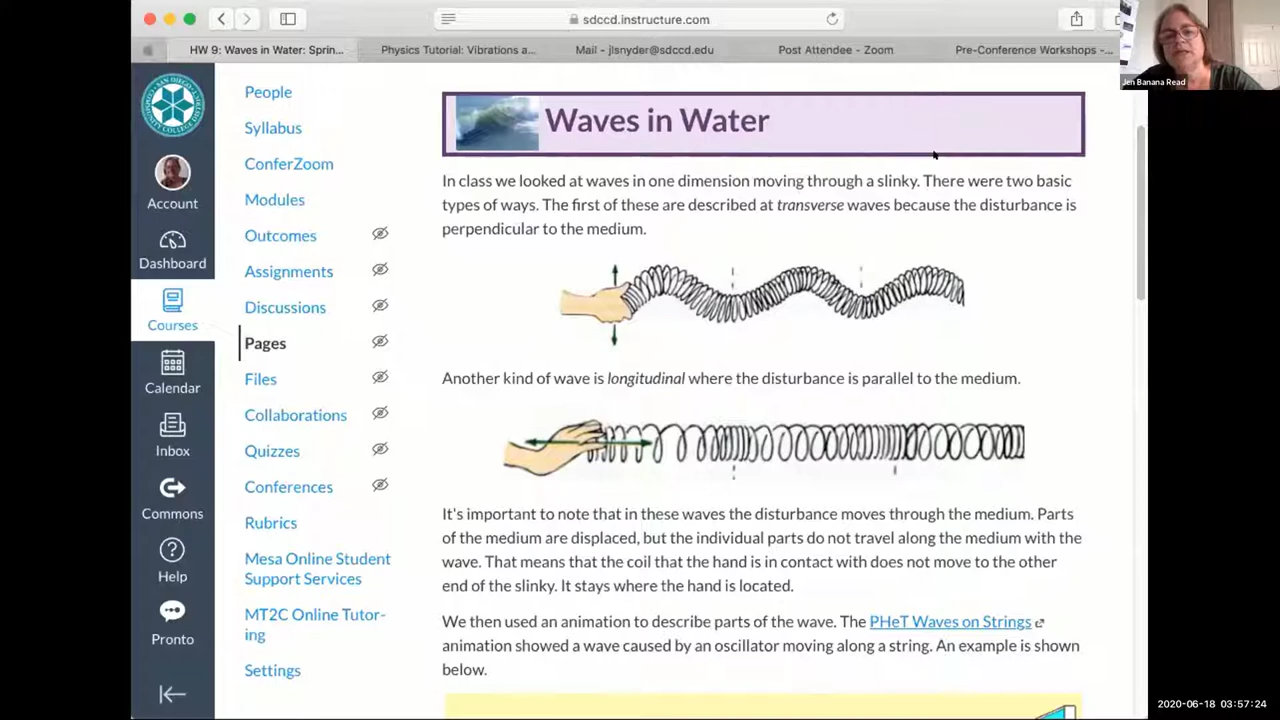 sdccd.instructure.com
HW 9: Waves in Water: Sprin...
Physics Tutorial: Vibrations a...
Mail - jlsnyder@sdccd.edu
Post Attendee - Zoom
Pre-Conference Workshops -...
Jen Banana Read
SAN DIEGO
COMMUNITY COLLEGE DISTRICT
Account
Dashboard
Courses
Calendar
Inbox
Commons
Help
Pronto
People
Syllabus
ConferZoom
Modules
Outcomes
Assignments
Discussions
Pages
Files
Collaborations
Quizzes
Conferences
Rubrics
Mesa Online Student
Support Services
MT2C Online Tutor-
ing
Settings
Waves in Water
In class we looked at waves in one dimension moving through a slinky. There were two basic
types of ways. The first of these are described at transverse waves because the disturbance is
perpendicular to the medium.
Another kind of wave is longitudinal where the disturbance is parallel to the medium.
It's important to note that in these waves the disturbance moves through the medium. Parts
of the medium are displaced, but the individual parts do not travel along the medium with the
wave. That means that the coil that the hand is in contact with does not move to the other
end of the slinky. It stays where the hand is located.
We then used an animation to describe parts of the wave. The PHeT Waves on Strings
animation showed a wave caused by an oscillator moving along a string. An example is shown
below.
2020-06-18 03:57:24